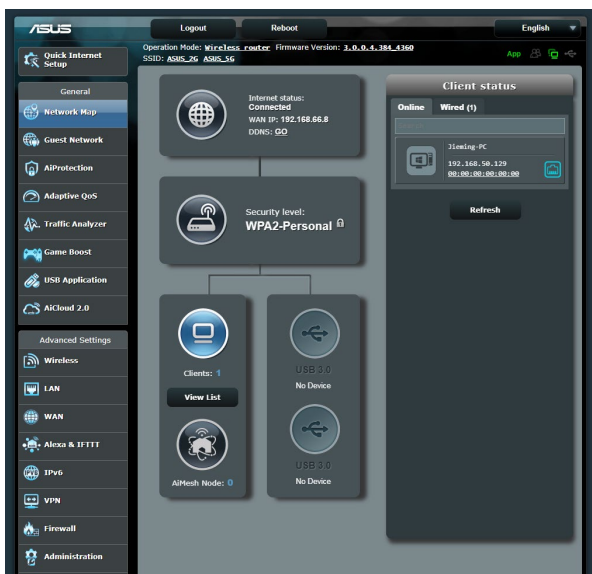 ASUS
Logout
Reboot
English
Operation Mode: Wireless router Firmware Version: 3.0.0.4.384_4360
SSID: ASUS_2G ASUS_5G
App
Quick Internet
Setup
General
Network Map
Guest Network
AiProtection
Adaptive QoS
Traffic Analyzer
Game Boost
USB Application
AiCloud 2.0
Advanced Settings
Wireless
LAN
WAN
Alexa & IFTTT
IPv6
VPN
Firewall
Administration
Internet status:
Connected
WAN IP: 192.168.66.8
DDNS: GO
Security level:
WPA2-Personal
Clients: 1
View List
AiMesh Node: 0
USB 3.0
No Device
USB 3.0
No Device
Client status
Online
Wired (1)
Jieming-PC
192.168.50.129
00:00:00:00:00:00
Refresh